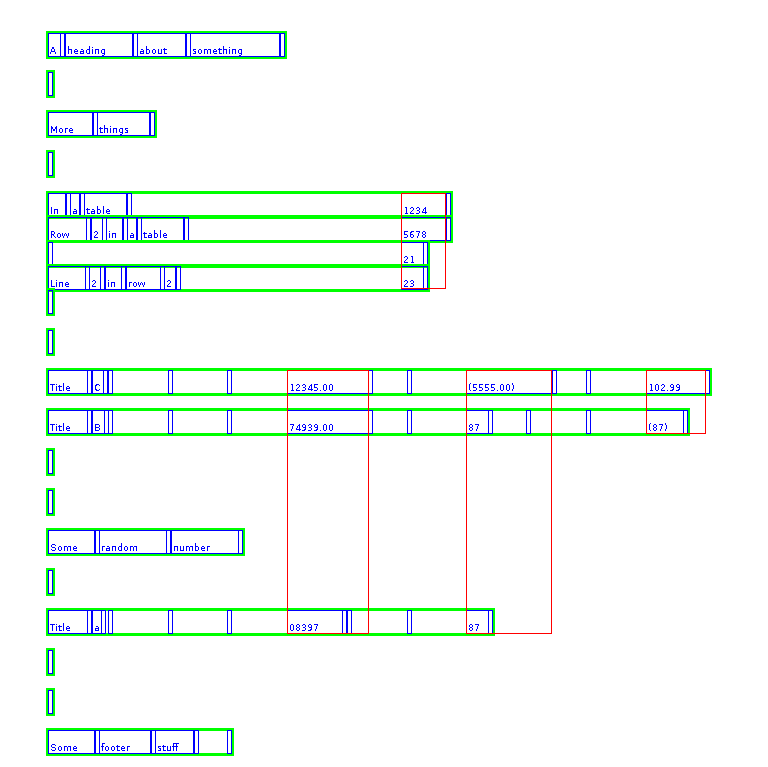 A heading about something
More things
In a table 1234
Row 2 in a table 5678
21
Line 2 in row 2 23
Title C 12345.00 (5555.00) 102.99
Title B 74939.00 87 (87)
Some random number
Title a 08397 87
Some footer stuff